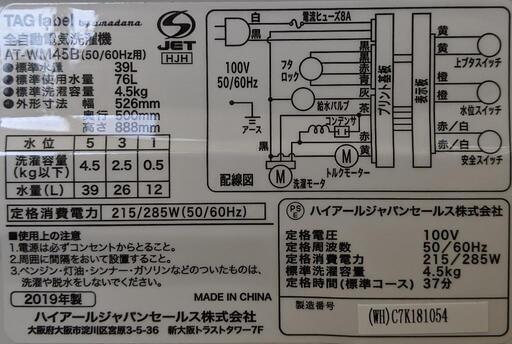 TAG label by amadana
全自動電気洗濯機
AT-WM45B(50/60Hz用)
●標準水量 39L
●標準使用水量 76L
●標準洗濯容量 4.5kg
●外形寸法 幅 526mm
奥行 500mm
高さ 888mm
S-JET
HJH
水位 5 3 1
洗濯容量(kg以下) 4.5 2.5 0.5
水量(L) 39 26 12
定格消費電力 215/285W(50/60Hz)
白
電流ヒューズ8A
黒
100V
50/60Hz
アース
フタロック
黒
黒
赤
青
黒
給水バルブ
灰
茶
コンデンサ
赤
黒
赤
黄
M
洗濯モータ
M
トルクモーター
配線図
プリント基板
表示板
黄
黄
上ブタスイッチ
橙
橙
水位スイッチ
赤/白
赤/白
安全スイッチ
■使用上の注意
1.電源は必ずコンセントからとること。
2.周囲に間隔をおいて設置すること。
3.ベンジン・灯油・シンナー・ガソリンなどのついたものは、
洗濯や脱水をしないでください。
2019年製
MADE IN CHINA
ハイアールジャパンセールス株式会社
大阪府大阪市淀川区宮原3-5-36 新大阪トラストタワー7F
PSE ハイアールジャパンセールス株式会社
定格電圧 100V
定格周波数 50/60Hz
定格消費電力 215/285W
標準洗濯容量 4.5kg
定格時間(標準コース) 37分
製造番号
(WH)C7K181054